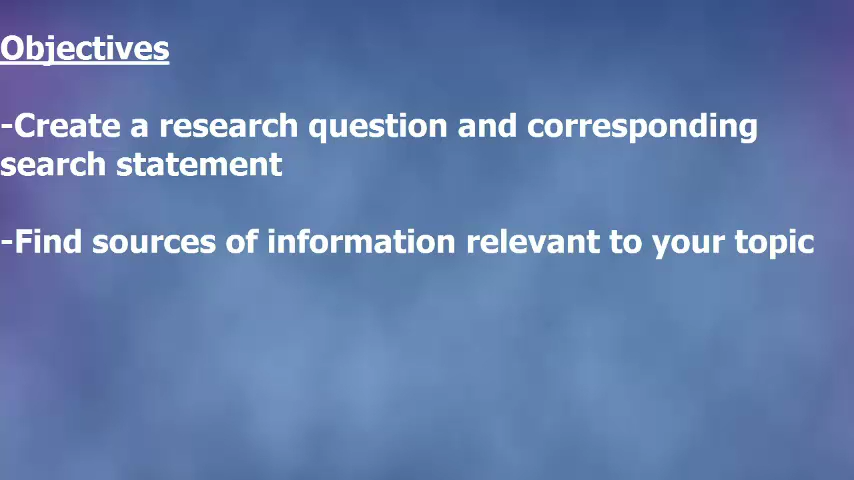 Objectives
-Create a research question and corresponding
search statement
-Find sources of information relevant to your topic